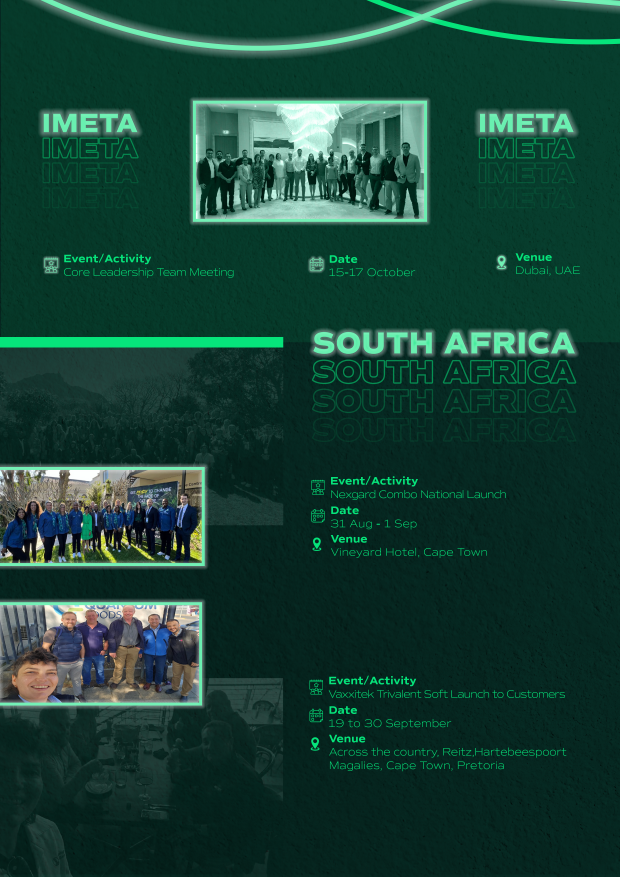 IMETA
IMETA
IMETA
IMETA
IMETA
IMETA
IMETA
IMETA
Event/Activity
Core Leadership Team Meeting
Date
15-17 October
Venue
Dubai, UAE
SOUTH AFRICA
SOUTH AFRICA
SOUTH AFRICA
SOUTH AFRICA
TO CHANGE
Event/Activity
Nexgard Combo National Launch
Date
31 Aug - 1 Sep
Venue
Vineyard Hotel, Cape Town
Event/Activity
Vaxxitek Trivalent Soft Launch to Customers
Date
19 to 30 September
Venue
Across the country, Reitz,Hartebeespoort
Magalies, Cape Town, Pretoria